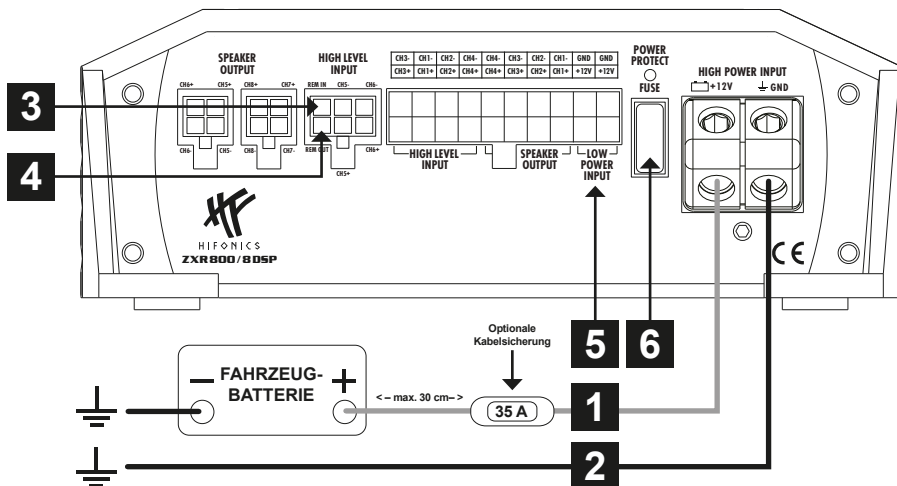 SPEAKER OUTPUT
CH6+ CH5+ CH8+ CH7+
CH6- CH5- CH8- CH7-
HIGH LEVEL INPUT
REM IN CH5- CH6-
REM OUT CH5+ CH6+
CH3- CH1- CH2- CH4- CH4- CH3- CH2- CH1- GND GND
CH3+ CH1+ CH2+ CH4+ CH4+ CH3+ CH2+ CH1+ +12V +12V
HIGH LEVEL INPUT
SPEAKER OUTPUT
LOW POWER INPUT
POWER PROTECT
FUSE
HIGH POWER INPUT
+12V GND
3
4
HIFONICS
ZXR800/8DSP
CE
5
6
Optionale
Kabelsicherung
FAHRZEUG-
BATTERIE
− +
< – max. 30 cm– >
35 A
1
2